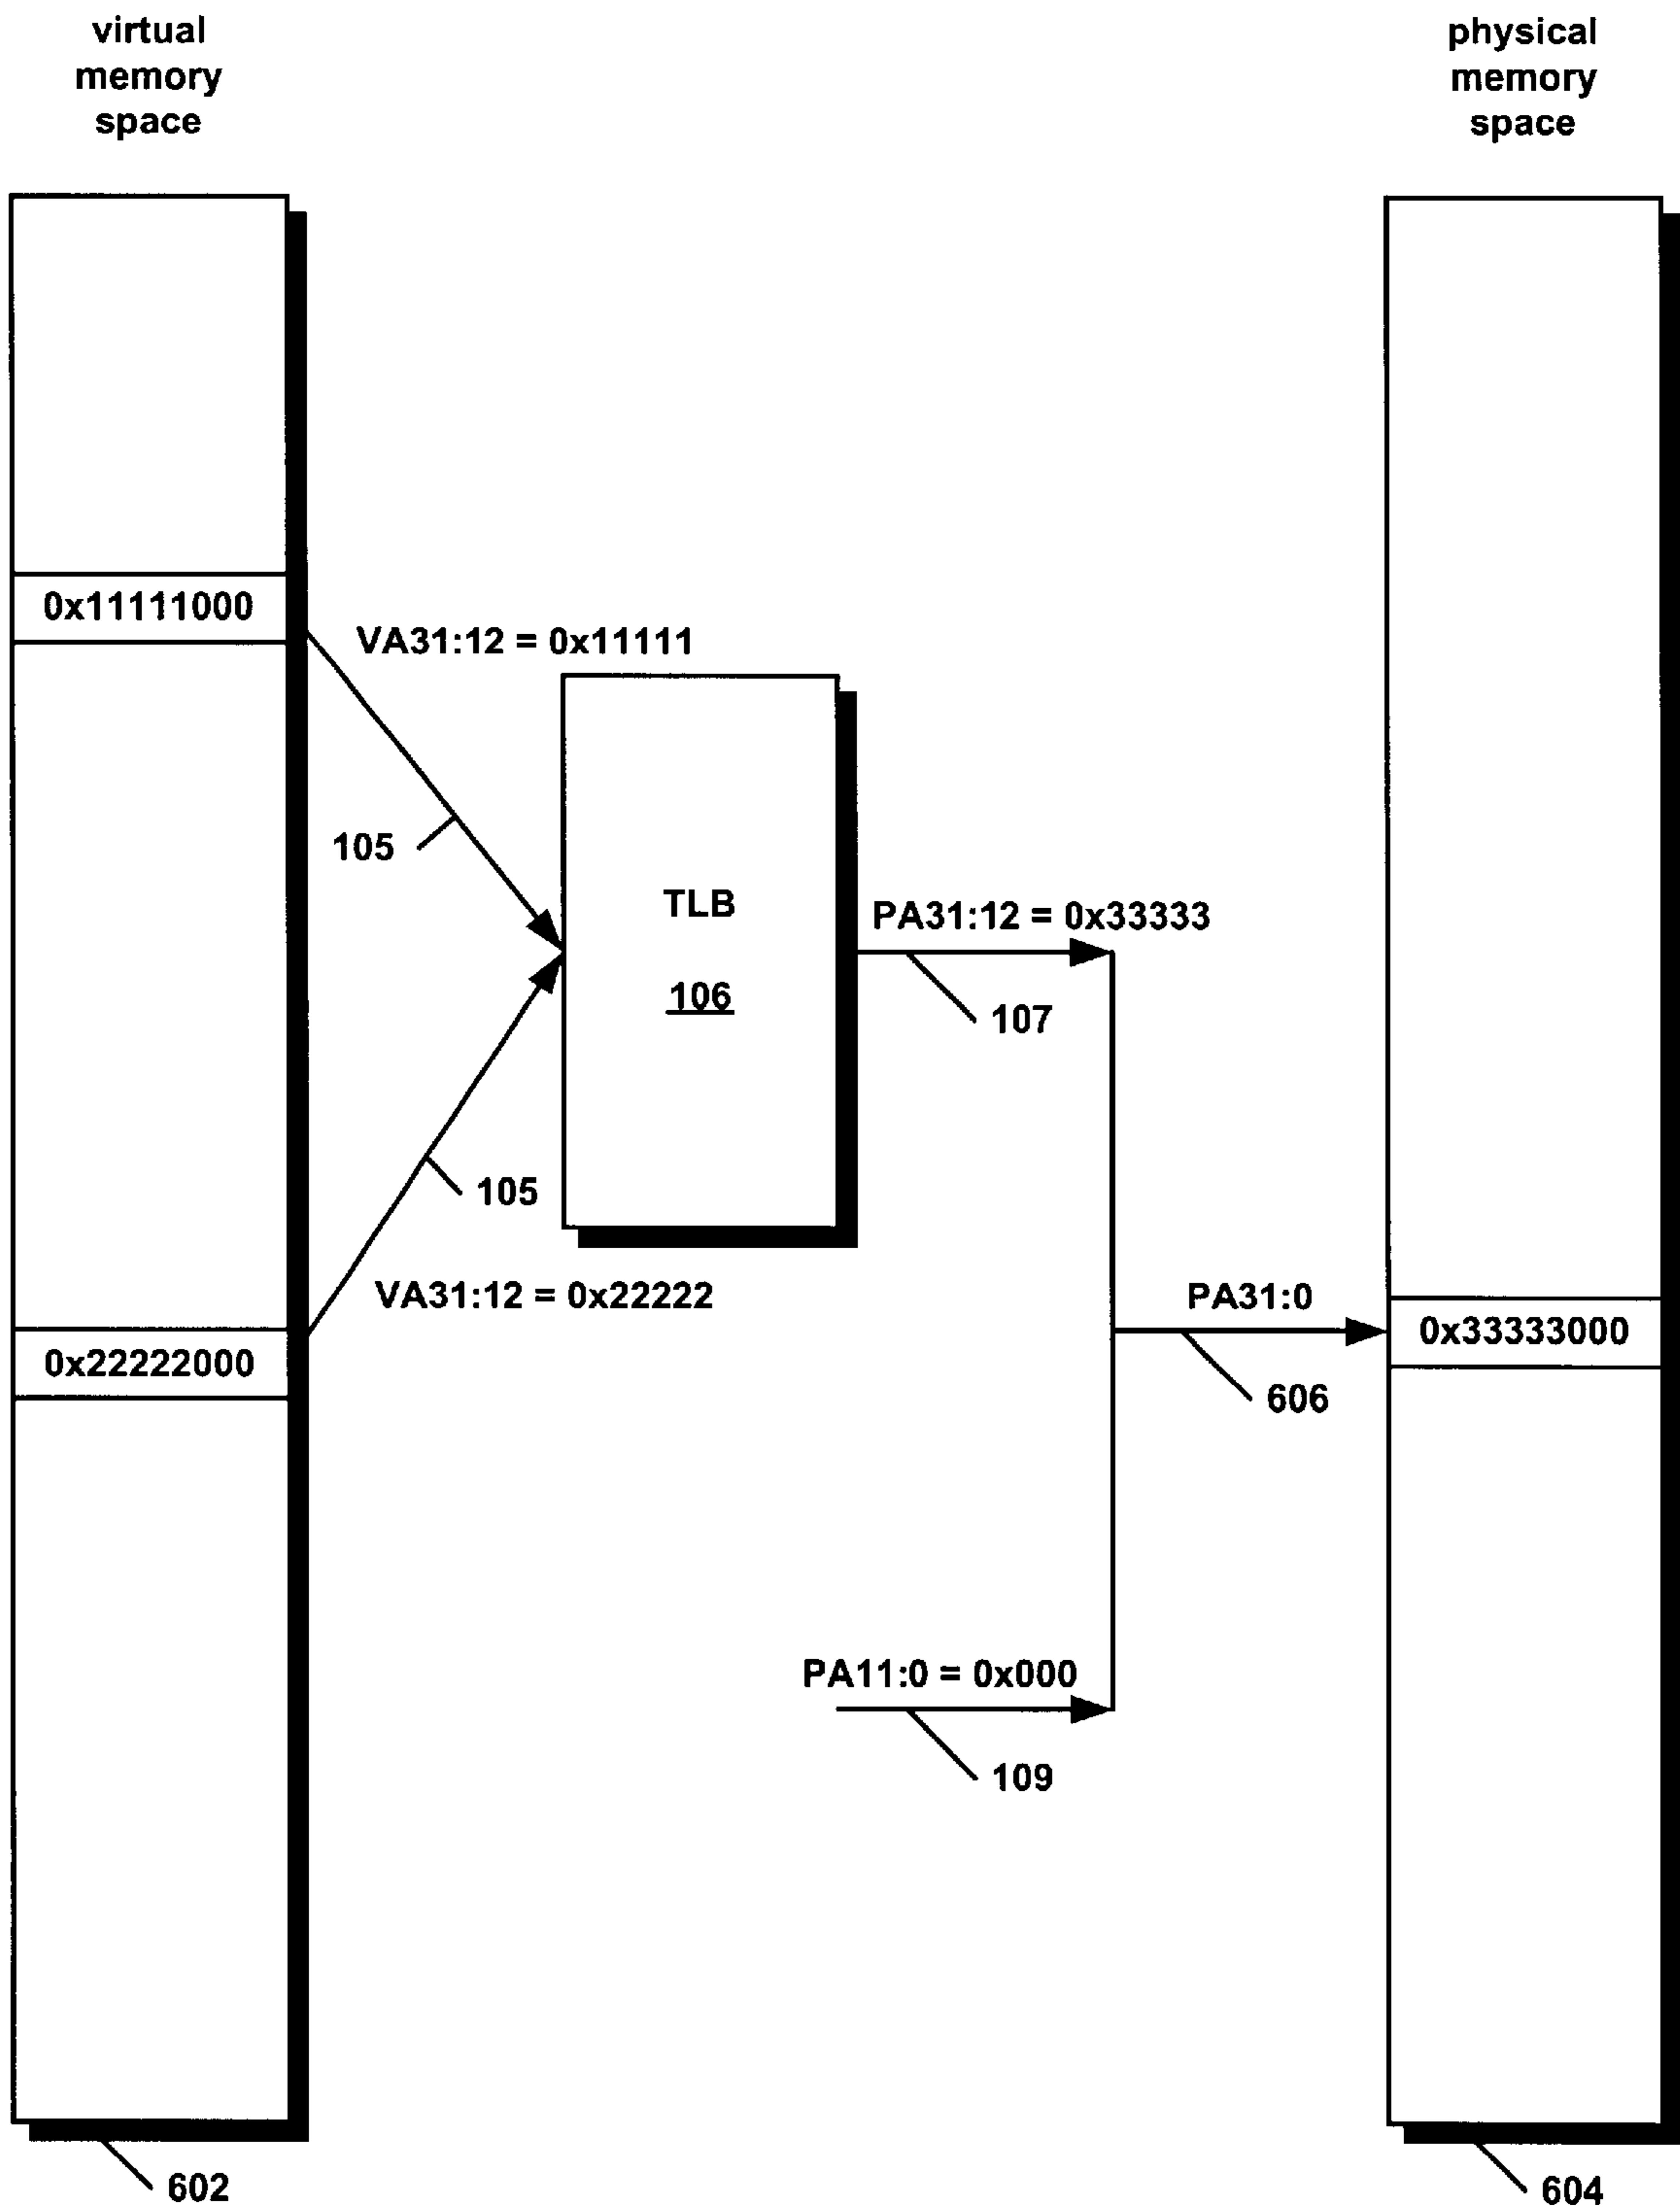 virtual
memory
space
physical
memory
space
0x11111000
VA31:12 = 0x11111
105
TLB
PA31:12 = 0x33333
106
107
105
VA31:12 = 0x22222
PA31:0
0x33333000
0x22222000
606
PA11:0 = 0x000
109
602
604